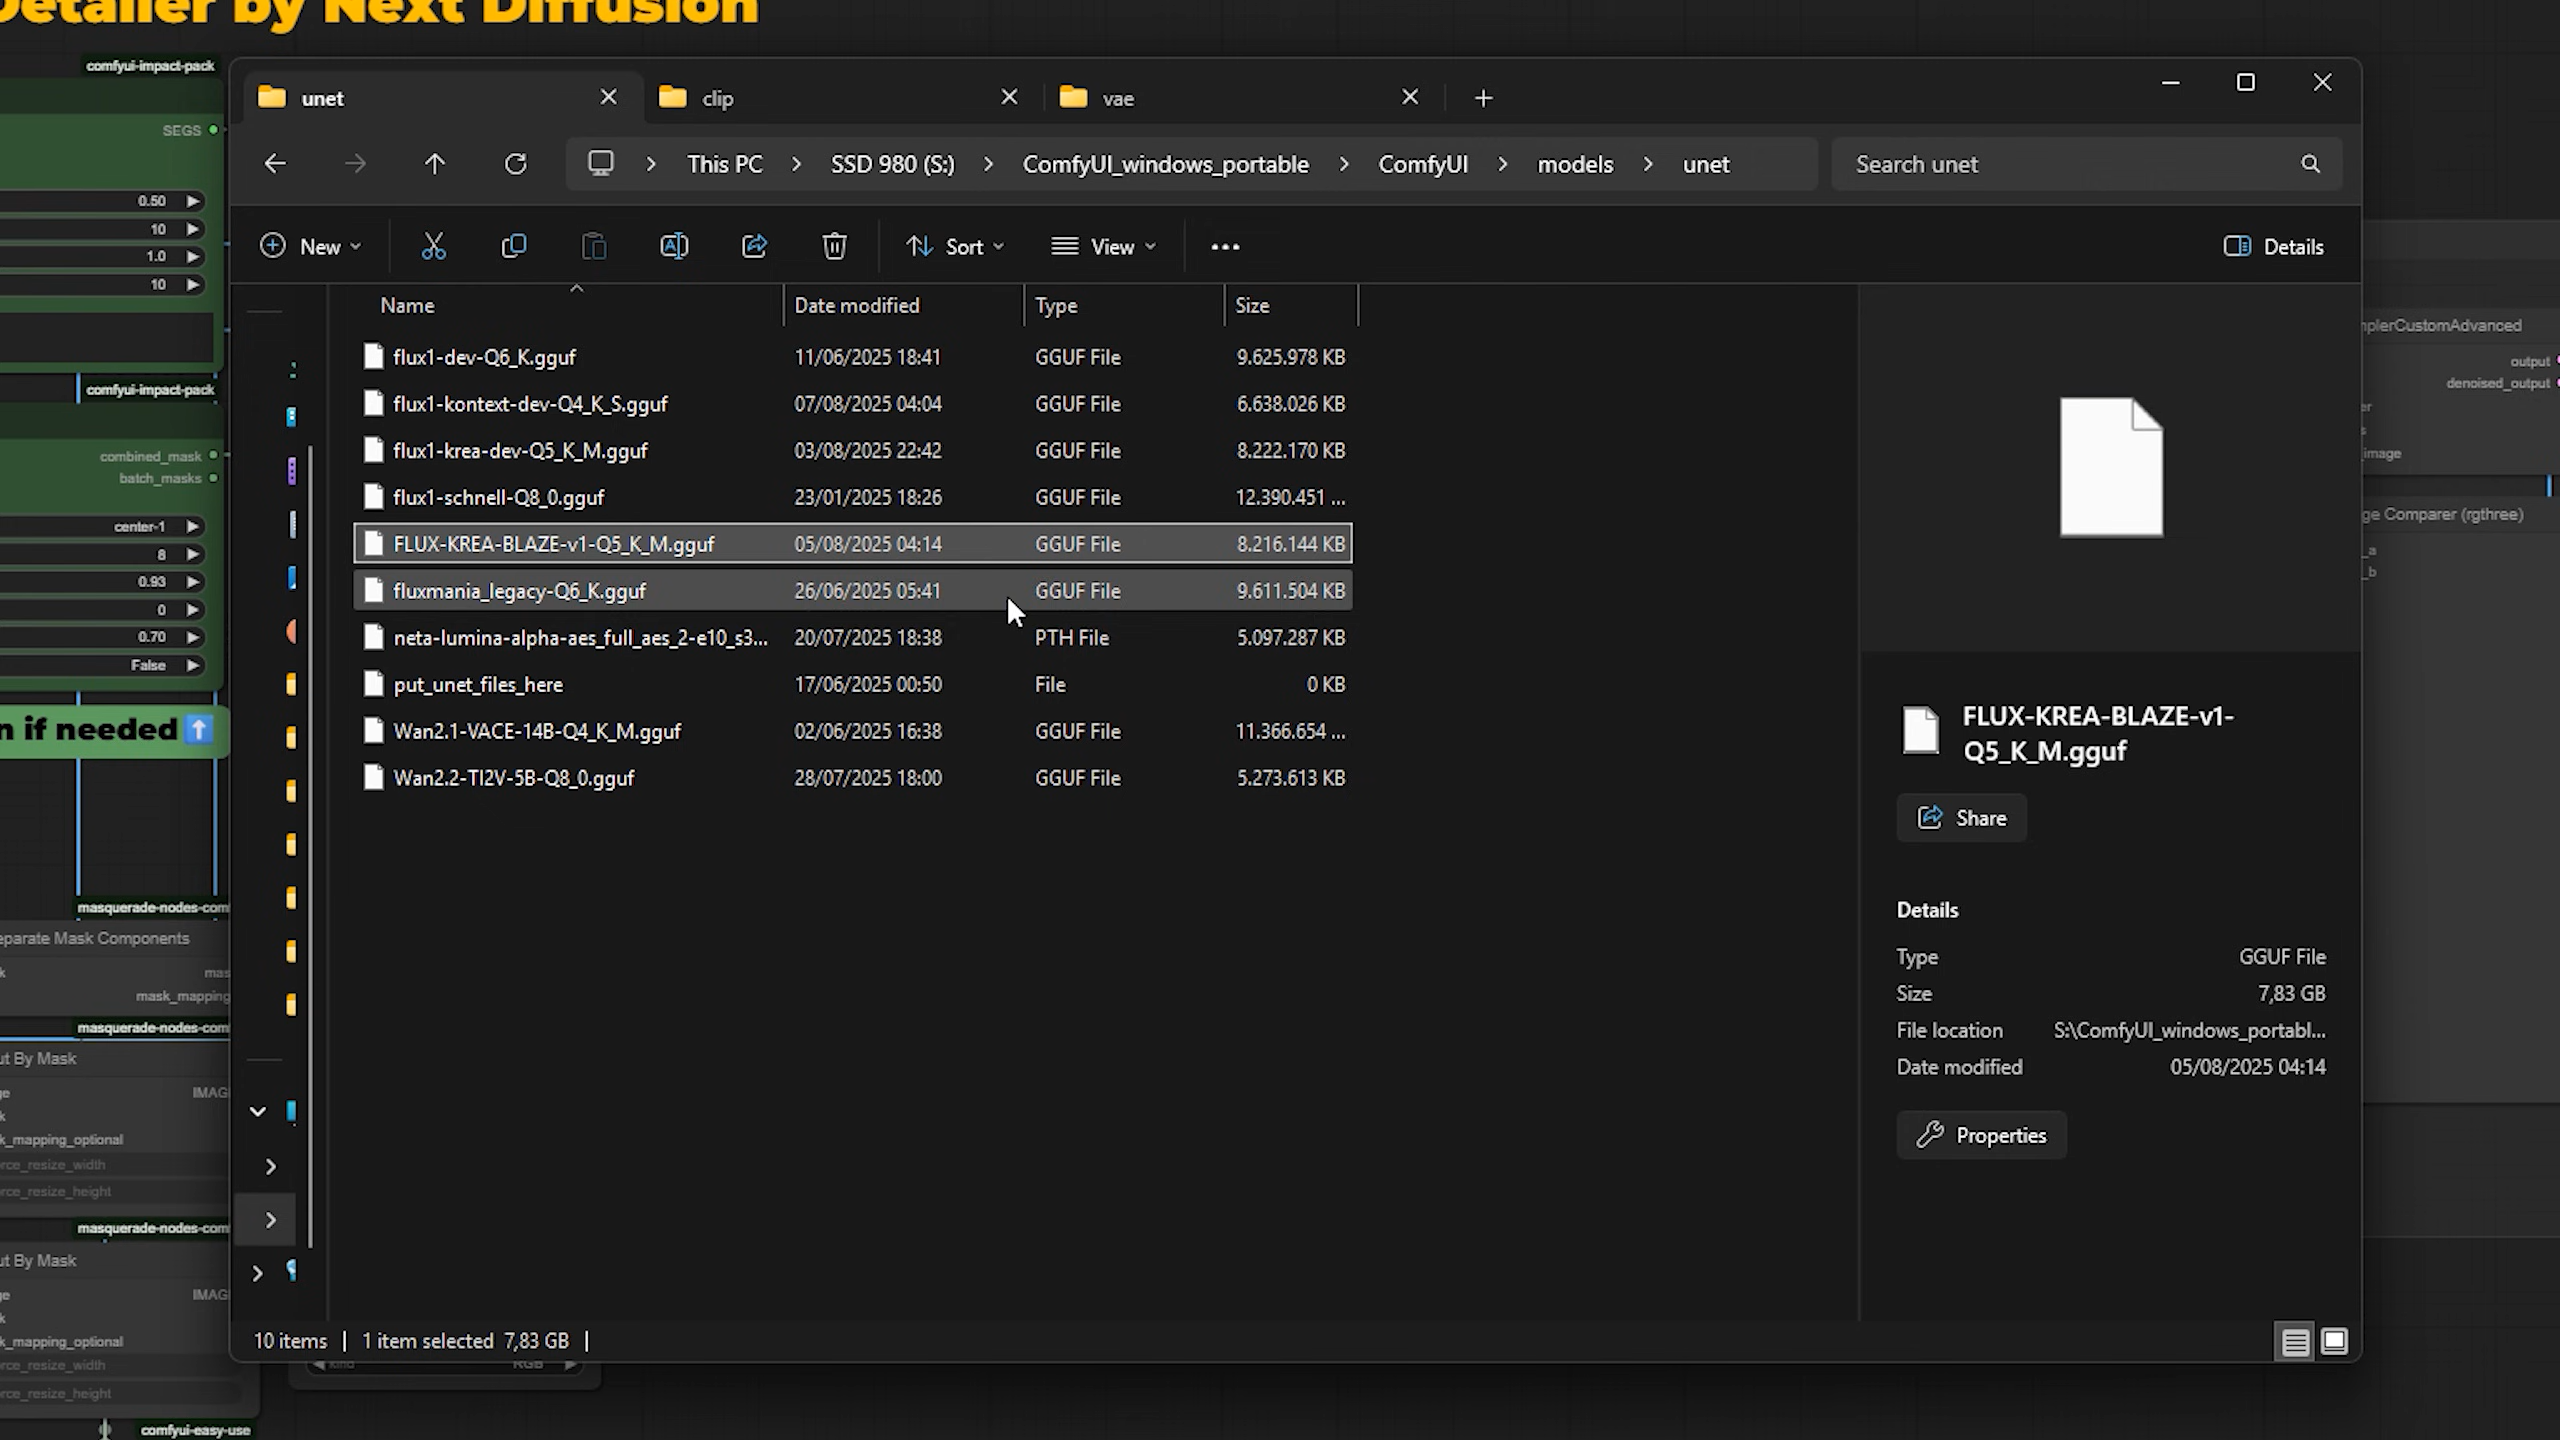 Detailer by Next Diffusion
comfyui-impact-pack
SEGS
0.50
10
1.0
10
comfyui-impact-pack
combined_mask
batch_masks
center-1
8
0.93
0
0.70
False
if needed
masquerade-nodes-com
eparate Mask Components
mask_mapping
masquerade-nodes-com
ut By Mask
IMAG
k_mapping_optional
rce_resize_width
rce_resize_height
masquerade-nodes-com
ut By Mask
IMAG
k_mapping_optional
rce_resize_width
rce_resize_height
comfyui-easy-use
unet
clip
vae
This PC > SSD 980 (S:) > ComfyUI_windows_portable > ComfyUI > models > unet
Search unet
New
Sort
View
Details
Name Date modified Type Size
flux1-dev-Q6_K.gguf 11/06/2025 18:41 GGUF File 9.625.978 KB
flux1-kontext-dev-Q4_K_S.gguf 07/08/2025 04:04 GGUF File 6.638.026 KB
flux1-krea-dev-Q5_K_M.gguf 03/08/2025 22:42 GGUF File 8.222.170 KB
flux1-schnell-Q8_0.gguf 23/01/2025 18:26 GGUF File 12.390.451 ...
FLUX-KREA-BLAZE-v1-Q5_K_M.gguf 05/08/2025 04:14 GGUF File 8.216.144 KB
fluxmania_legacy-Q6_K.gguf 26/06/2025 05:41 GGUF File 9.611.504 KB
neta-lumina-alpha-aes_full_aes_2-e10_s3... 20/07/2025 18:38 PTH File 5.097.287 KB
put_unet_files_here 17/06/2025 00:50 File 0 KB
Wan2.1-VACE-14B-Q4_K_M.gguf 02/06/2025 16:38 GGUF File 11.366.654 ...
Wan2.2-TI2V-5B-Q8_0.gguf 28/07/2025 18:00 GGUF File 5.273.613 KB
FLUX-KREA-BLAZE-v1-
Q5_K_M.gguf
Share
Details
Type GGUF File
Size 7,83 GB
File location S:\ComfyUI_windows_portabl...
Date modified 05/08/2025 04:14
Properties
10 items | 1 item selected 7,83 GB |
RGB
mplerCustomAdvanced
output
denoised_output
image
ge Comparer (rgthree)
_a
_b